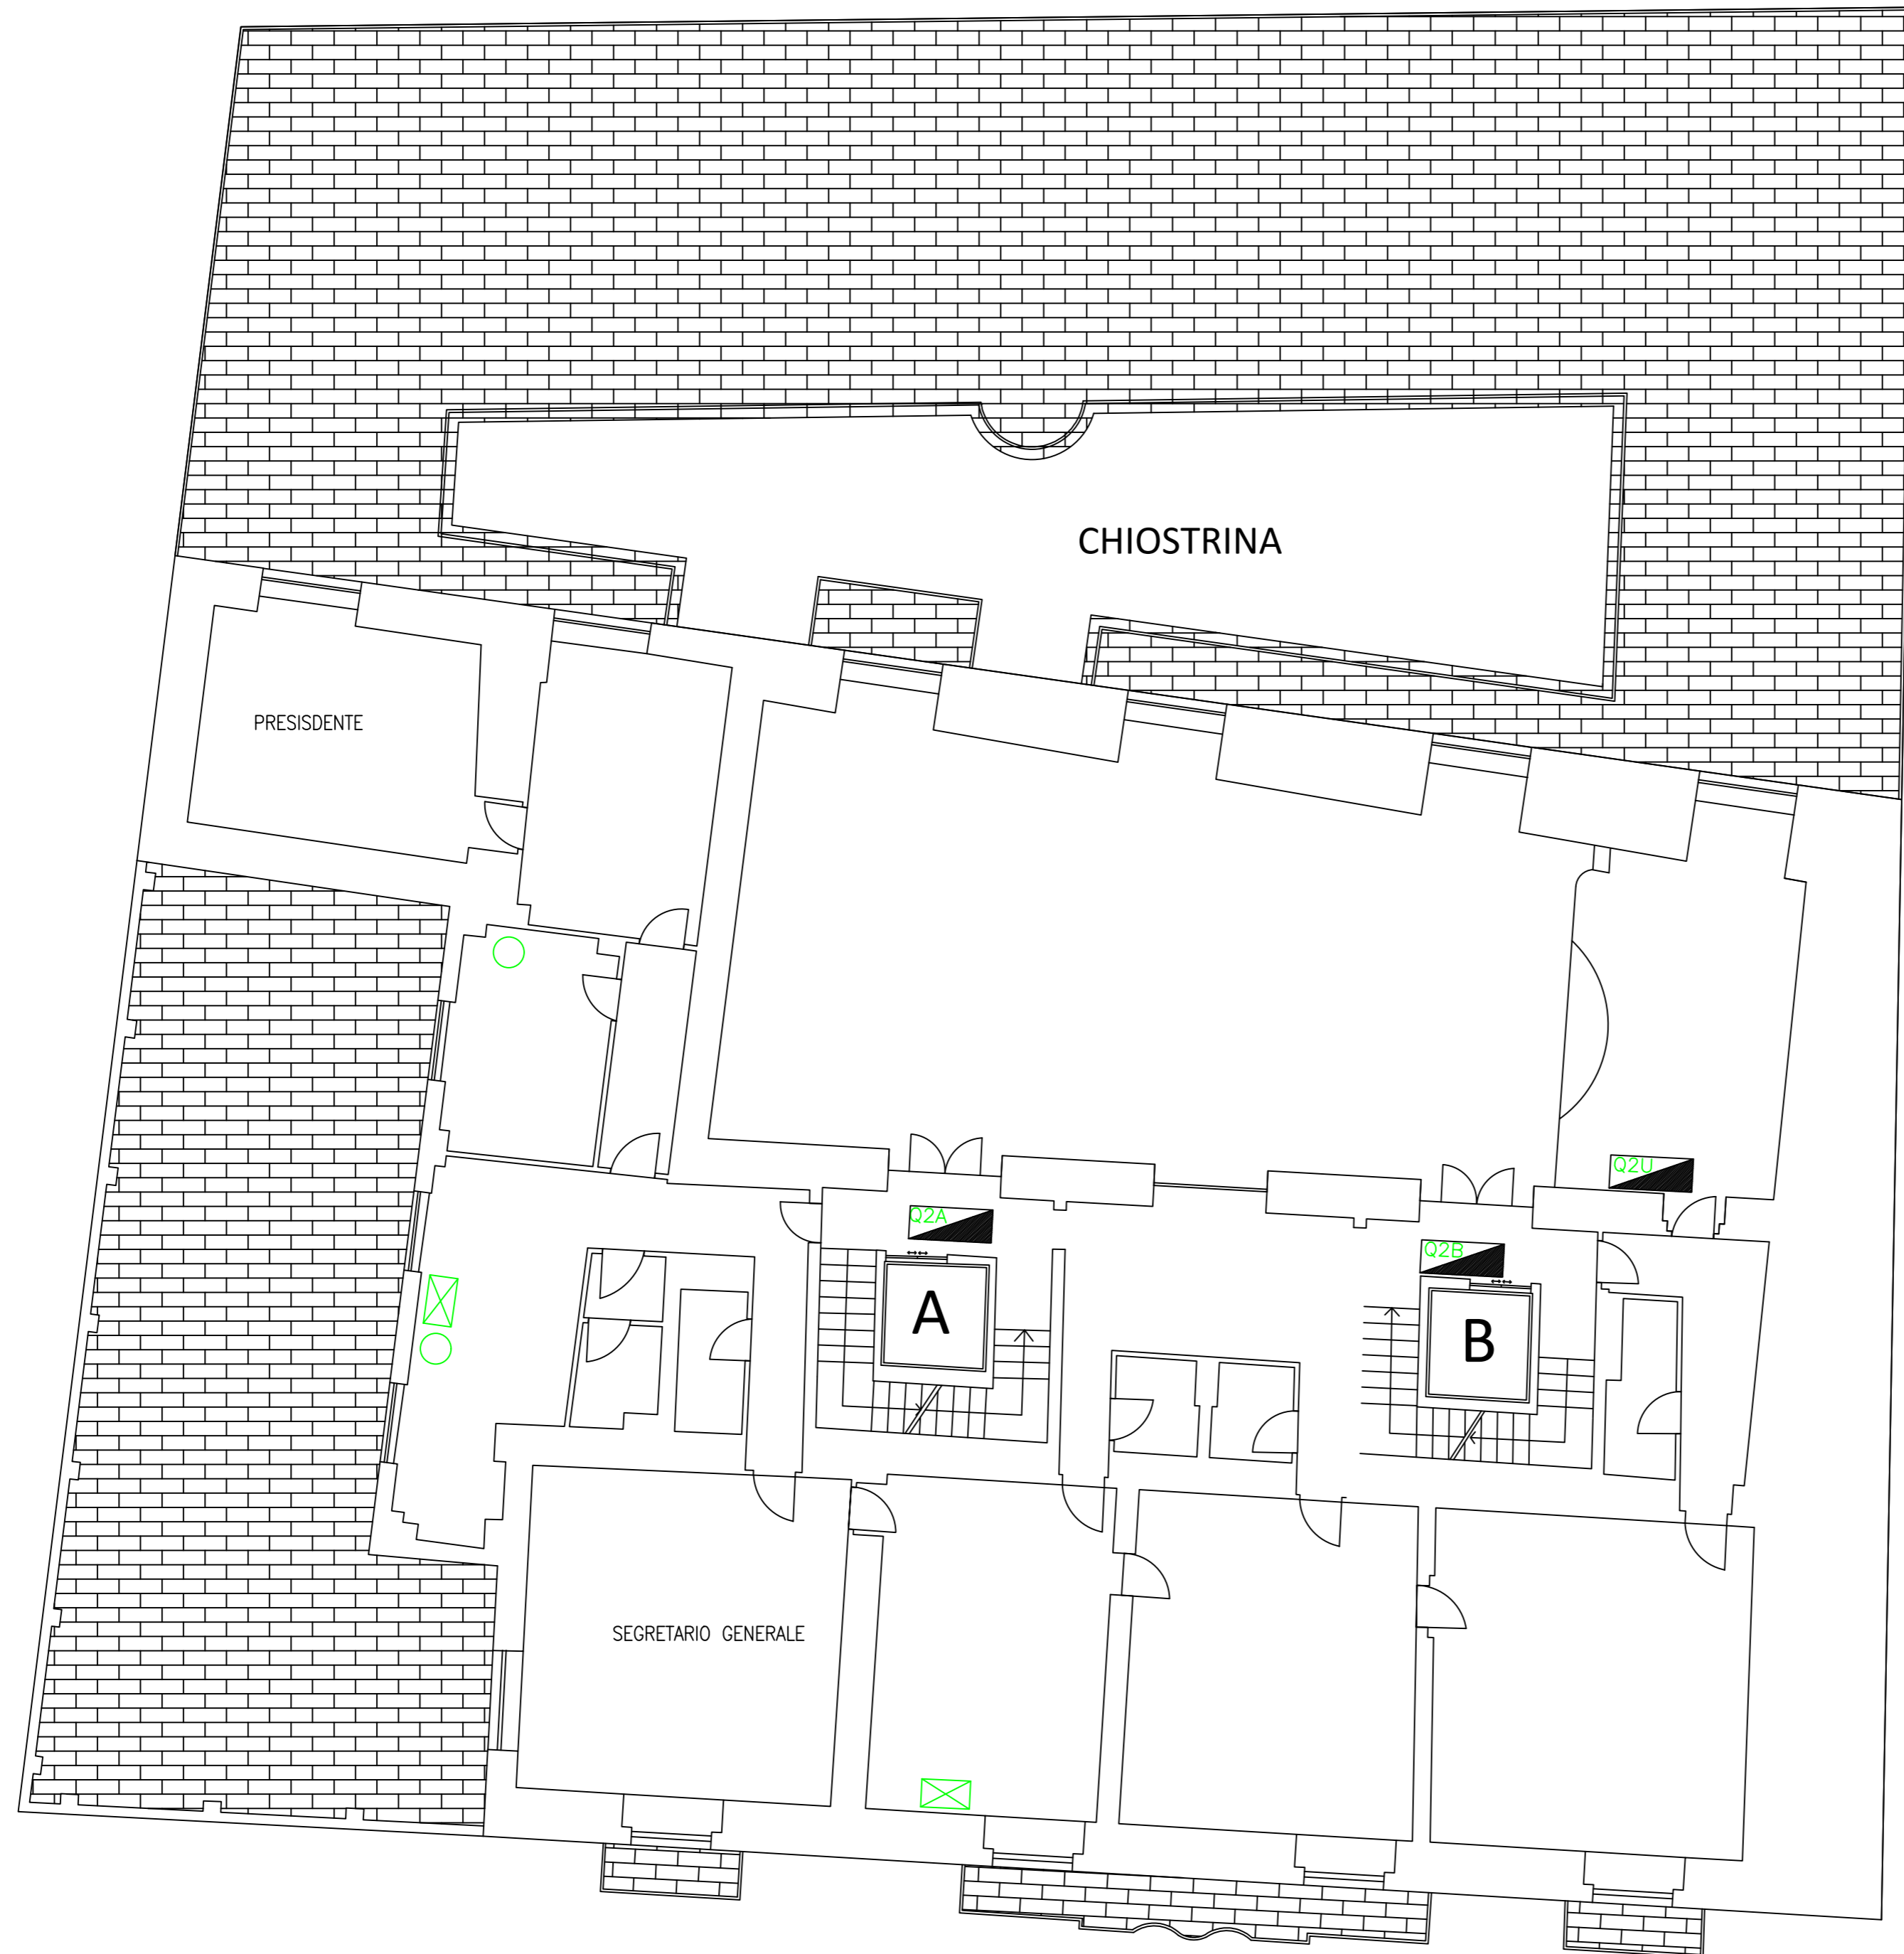 CHIOSTRINA
PRESISDENTE
Q2U
Q2A
Q2B
A
B
SEGRETARIO GENERALE